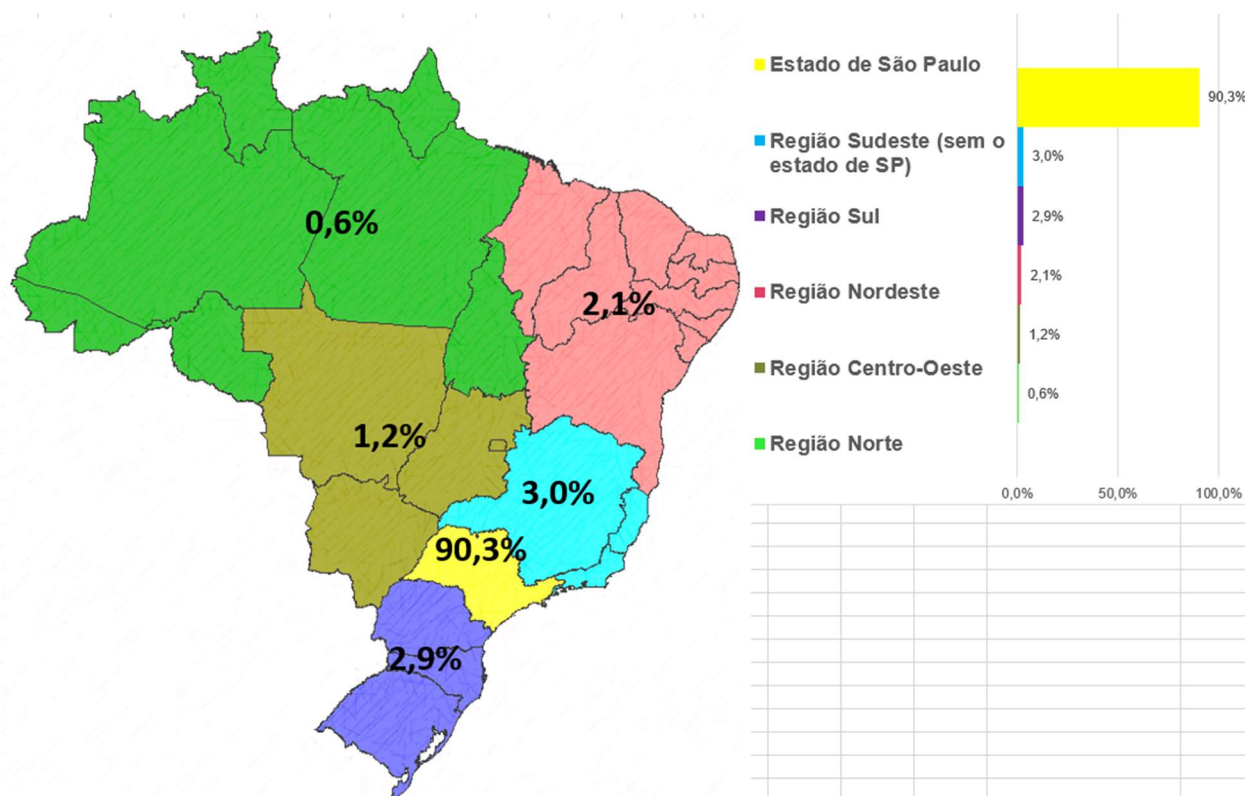 0,6%
2,1%
1,2%
3,0%
90,3%
2,9%
Estado de São Paulo
Região Sudeste (sem o
estado de SP)
Região Sul
Região Nordeste
Região Centro-Oeste
Região Norte
90,3%
3,0%
2,9%
2,1%
1,2%
0,6%
0,0% 50,0% 100,0%